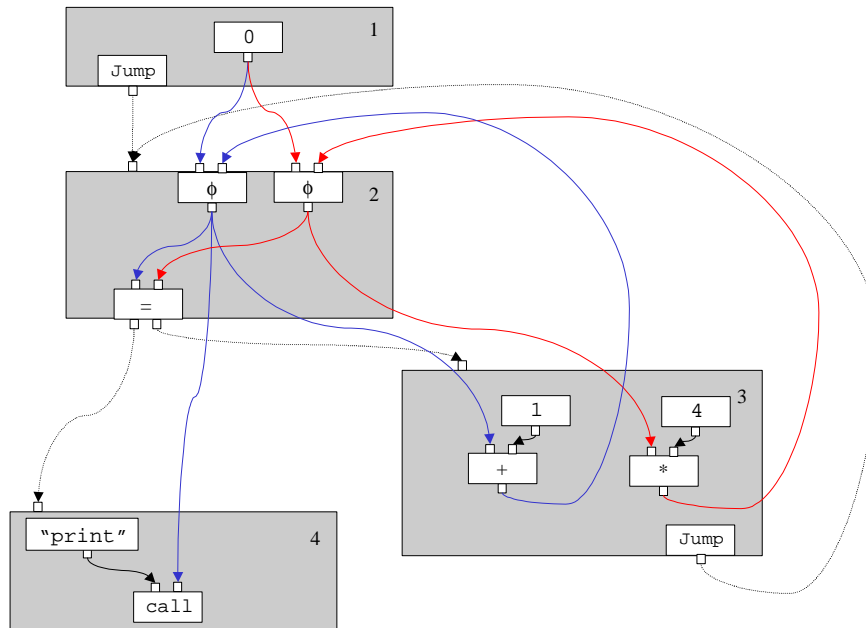 0
1
Jump
ϕ
ϕ
2
=
1
4
3
+
*
Jump
“print”
4
call